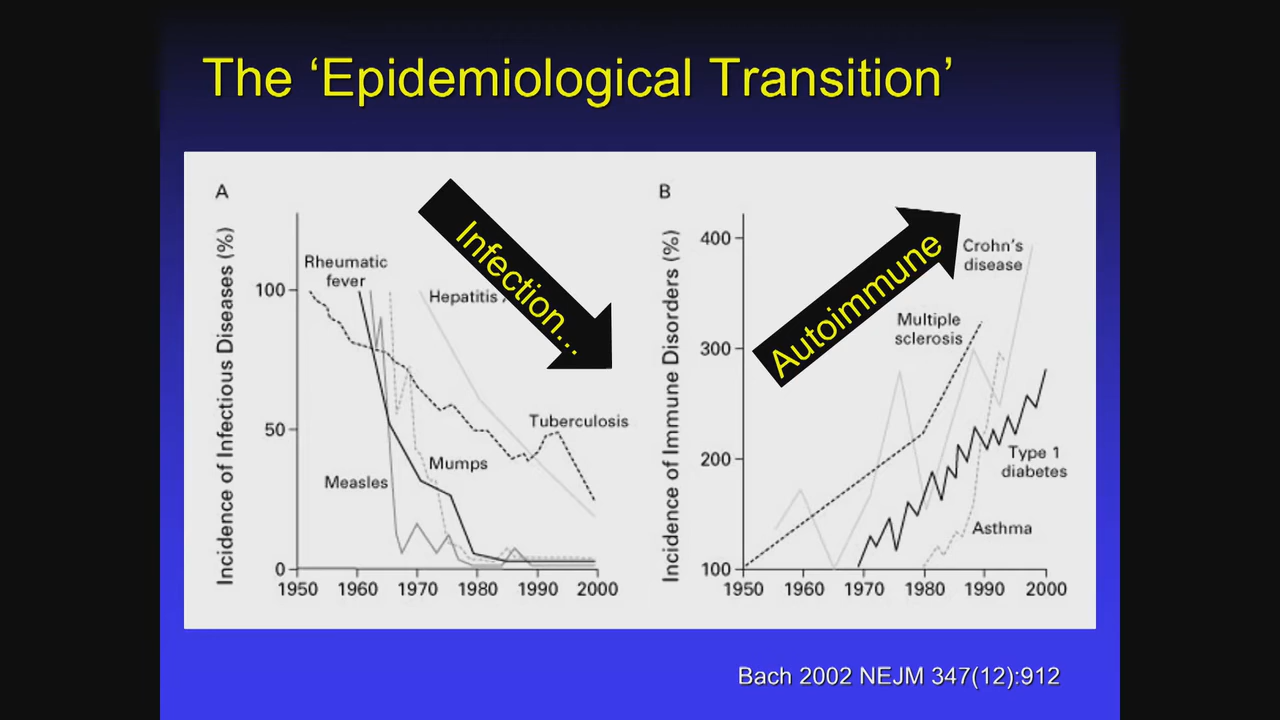 The ‘Epidemiological Transition’
A
Incidence of Infectious Diseases (%)
100
50
0
1950 1960 1970 1980 1990 2000
Rheumatic
fever
Hepatitis
Infection...
Tuberculosis
Mumps
Measles
B
Incidence of Immune Disorders (%)
400
300
200
100
1950 1960 1970 1980 1990 2000
Autoimmune
Crohn's
disease
Multiple
sclerosis
Type 1
diabetes
Asthma
Bach 2002 NEJM 347(12):912